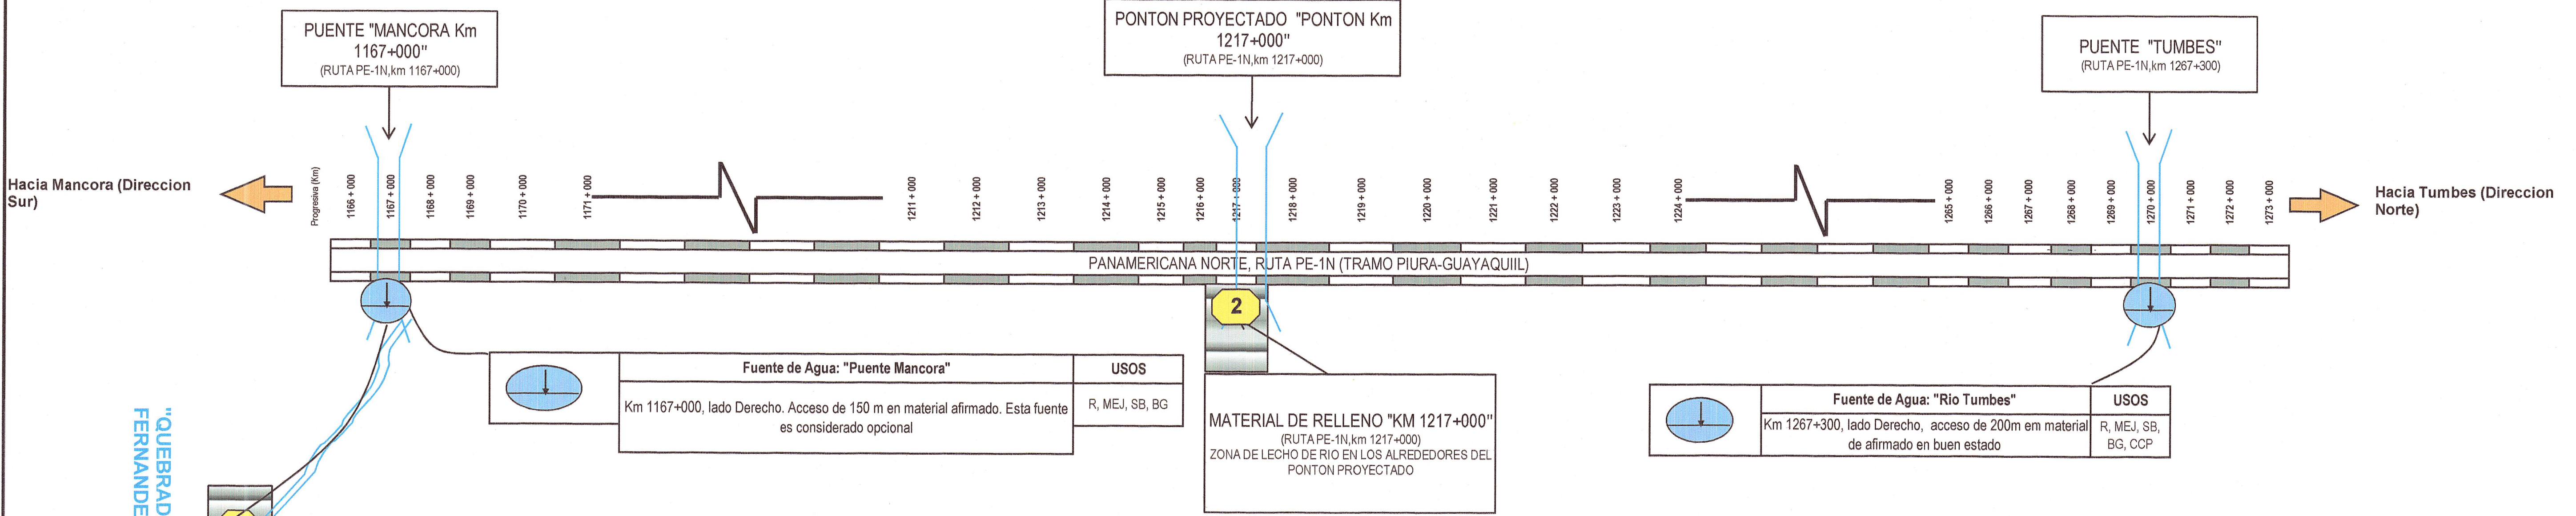 PUENTE "MANCORA Km
1167+000"
(RUTA PE-1N,km 1167+000)
PONTON PROYECTADO "PONTON Km
1217+000"
(RUTA PE-1N,km 1217+000)
PUENTE "TUMBES"
(RUTA PE-1N,km 1267+300)
Hacia Mancora (Direccion
Sur)
Progresiva (Km)
1166 + 000
1167 + 000
1168 + 000
1169 + 000
1170 + 000
1171 + 000
1211 + 000
1212 + 000
1213 + 000
1214 + 000
1215 + 000
1216 + 000
1217 + 000
1218 + 000
1219 + 000
1220 + 000
1221 + 000
1222 + 000
1223 + 000
1224 + 000
1265 + 000
1266 + 000
1267 + 000
1268 + 000
1269 + 000
1270 + 000
1271 + 000
1272 + 000
1273 + 000
Hacia Tumbes (Direccion
Norte)
PANAMERICANA NORTE, RUTA PE-1N (TRAMO PIURA-GUAYAQUIIL)
2
Fuente de Agua: "Puente Mancora"
USOS
Km 1167+000, lado Derecho. Acceso de 150 m en material afirmado. Esta fuente
es considerado opcional
R, MEJ, SB, BG
MATERIAL DE RELLENO "KM 1217+000"
(RUTA PE-1N,km 1217+000)
ZONA DE LECHO DE RIO EN LOS ALREDEDORES DEL
PONTON PROYECTADO
Fuente de Agua: "Rio Tumbes"
USOS
Km 1267+300, lado Derecho, acceso de 200m em material
de afirmado en buen estado
R, MEJ, SB,
BG, CCP
"QUEBRAD
FERNANDE